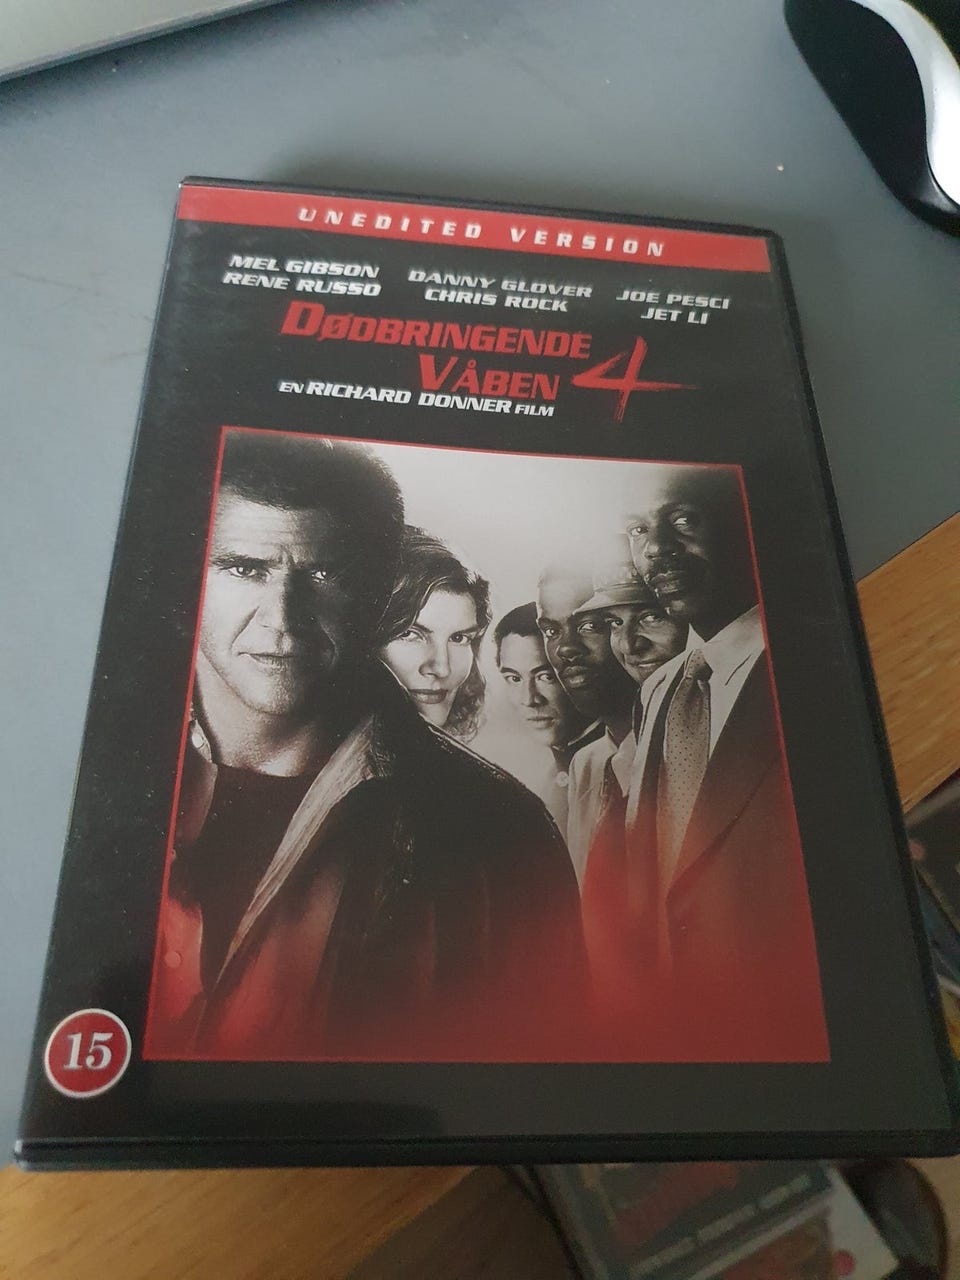 UNEDITED VERSION
MEL GIBSON DANNY GLOVER JOE PESCI
RENE RUSSO CHRIS ROCK JET LI
DØDBRINGENDE
VÅBEN 4
EN RICHARD DONNER FILM
15